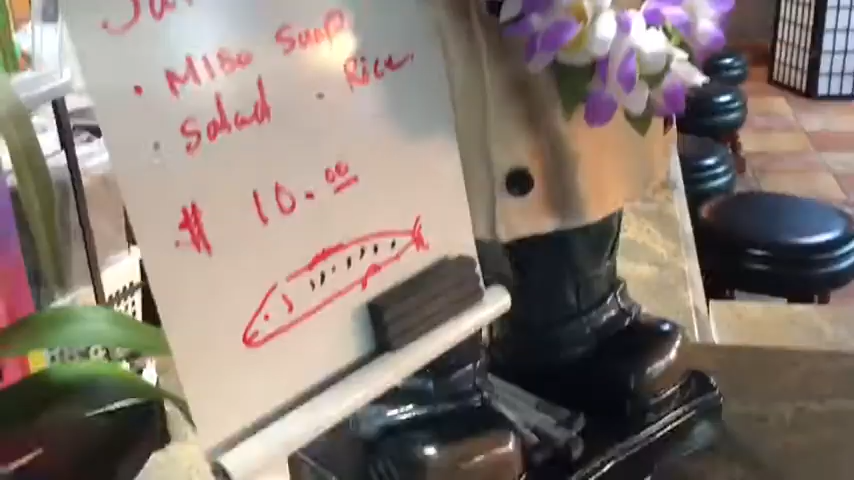 • Miso Soup
• Salad • Rice
$ 10.00